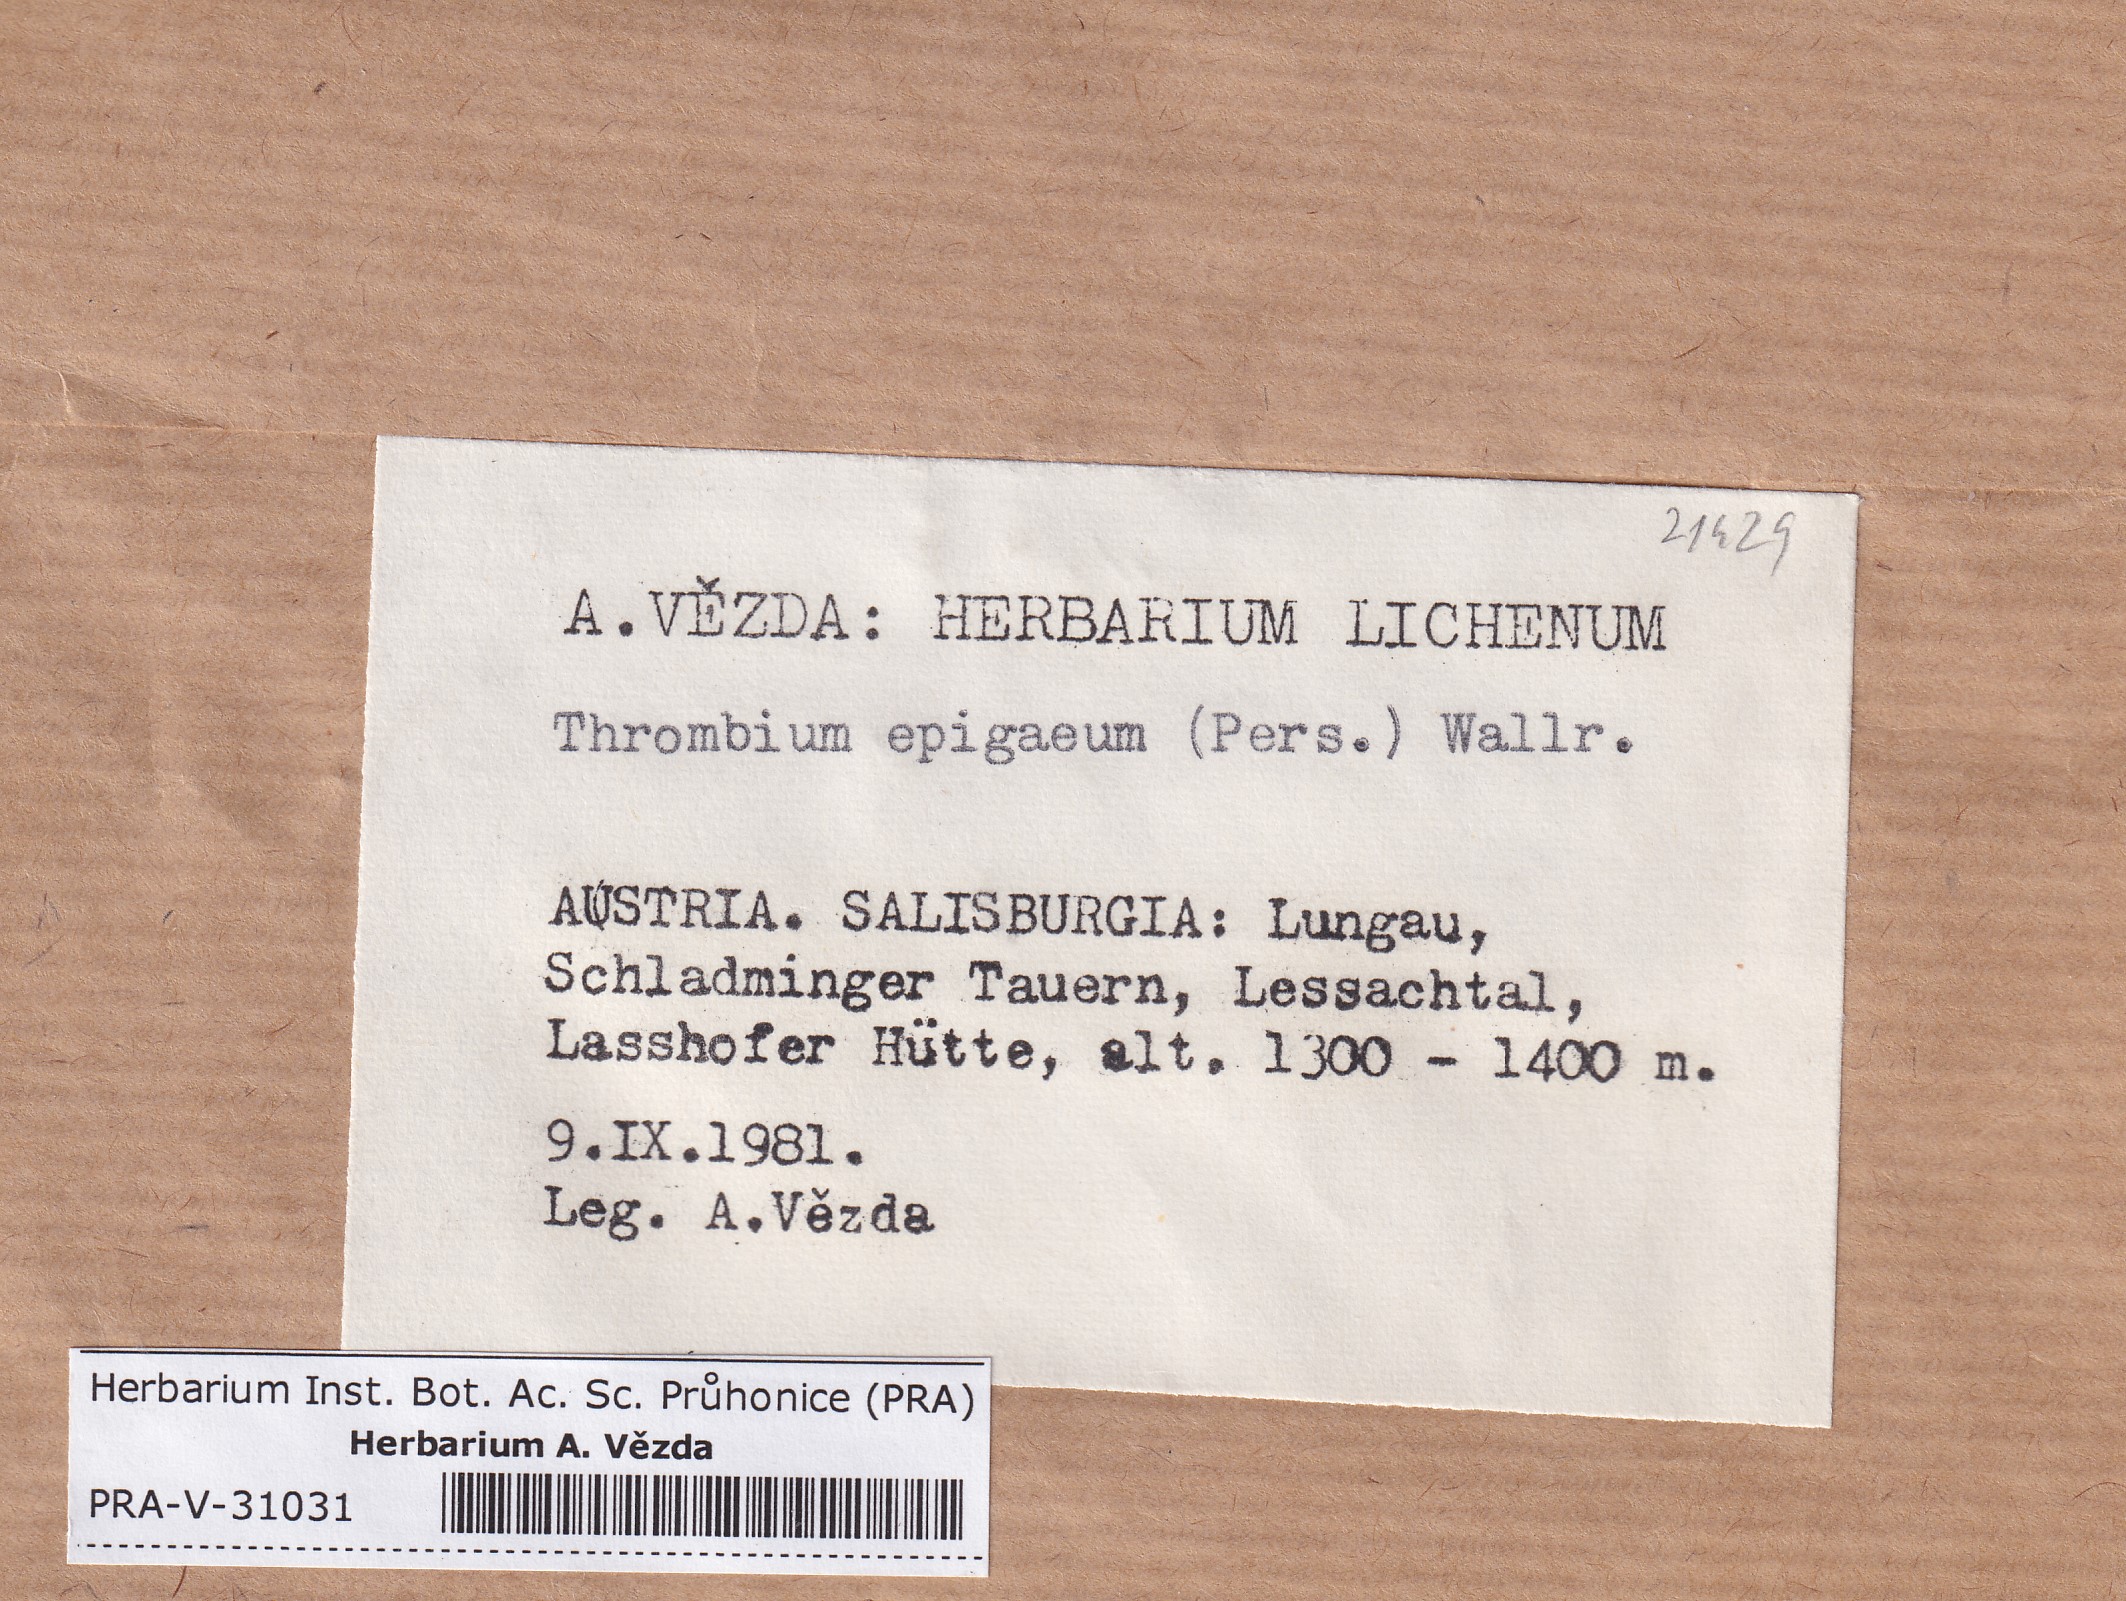 21429
A.VĚZDA: HERBARIUM LICHENUM
Thrombium epigaeum (Pers.) Wallr.
AUSTRIA. SALISBURGIA: Lungau,
Schladminger Tauern, Lessachtal,
Lasshofer Hütte, alt. 1300 - 1400 m.
9.IX.1981.
Leg. A.Vězda
Herbarium Inst. Bot. Ac. Sc. Průhonice (PRA)
Herbarium A. Vězda
PRA-V-31031